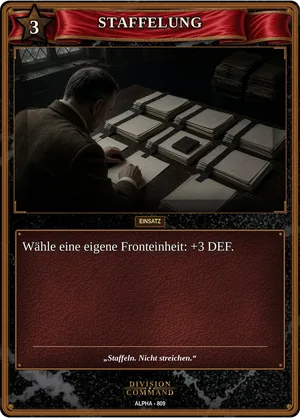 3
STAFFELUNG
EINSATZ
Wähle eine eigene Fronteinheit: +3 DEF.
„Staffeln. Nicht streichen.“
DIVISION
COMMAND
ALPHA - 809